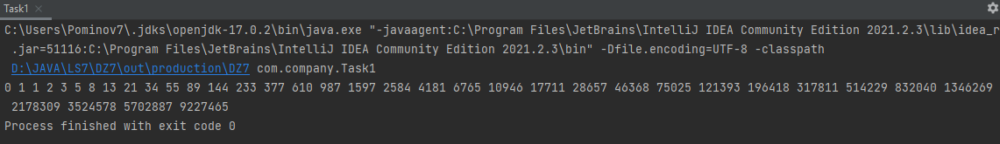 Task1
C:\Users\Pominov7\.jdks\openjdk-17.0.2\bin\java.exe "-javaagent:C:\Program Files\JetBrains\IntelliJ IDEA Community Edition 2021.2.3\lib\idea_r
.jar=51116:C:\Program Files\JetBrains\IntelliJ IDEA Community Edition 2021.2.3\bin" -Dfile.encoding=UTF-8 -classpath
D:\JAVA\LS7\DZ7\out\production\DZ7 com.company.Task1
0 1 1 2 3 5 8 13 21 34 55 89 144 233 377 610 987 1597 2584 4181 6765 10946 17711 28657 46368 75025 121393 196418 317811 514229 832040 1346269
2178309 3524578 5702887 9227465
Process finished with exit code 0